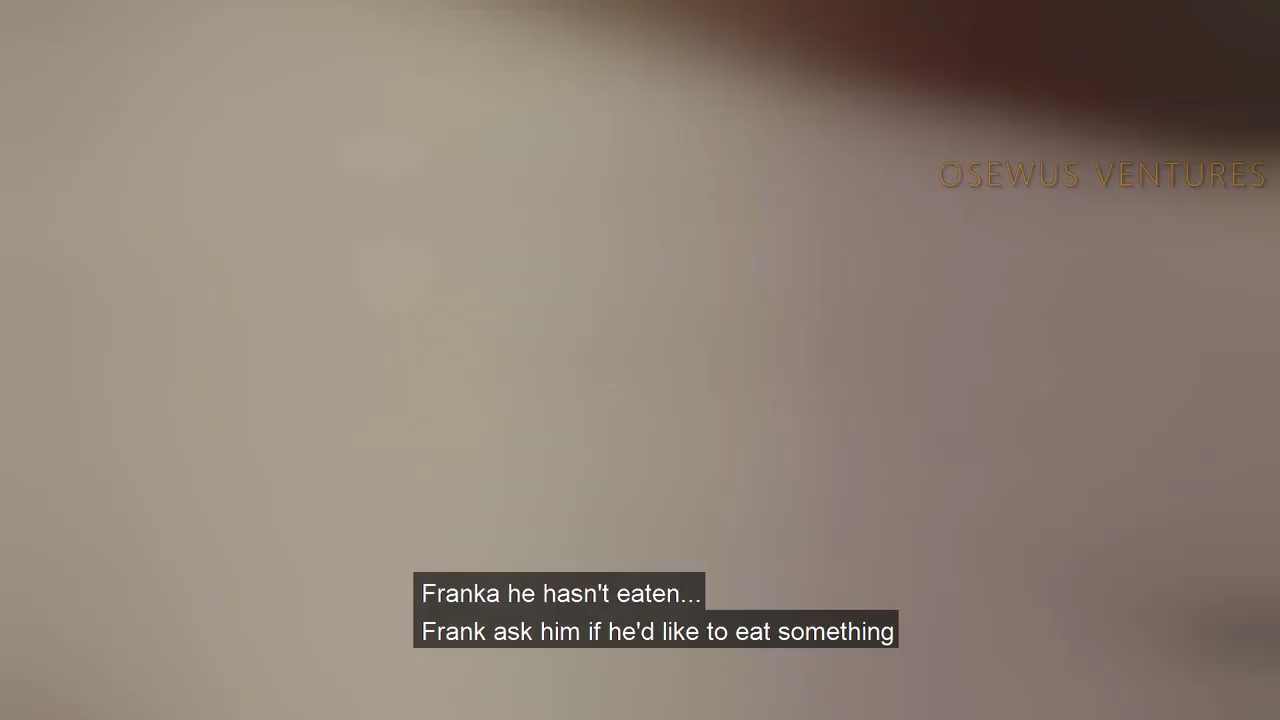 OSEWUS VENTURES
Franka he hasn't eaten...
Frank ask him if he'd like to eat something